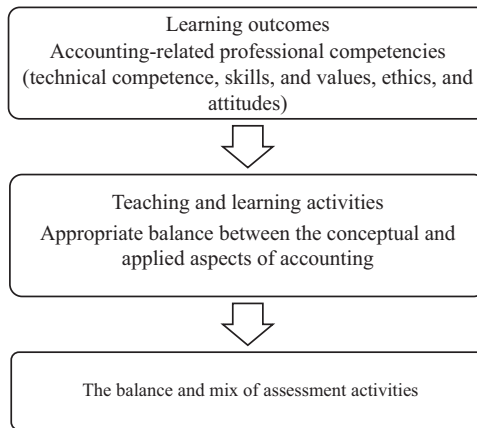 Learning outcomes
Accounting-related professional competencies
(technical competence, skills, and values, ethics, and
attitudes)
Teaching and learning activities
Appropriate balance between the conceptual and
applied aspects of accounting
The balance and mix of assessment activities